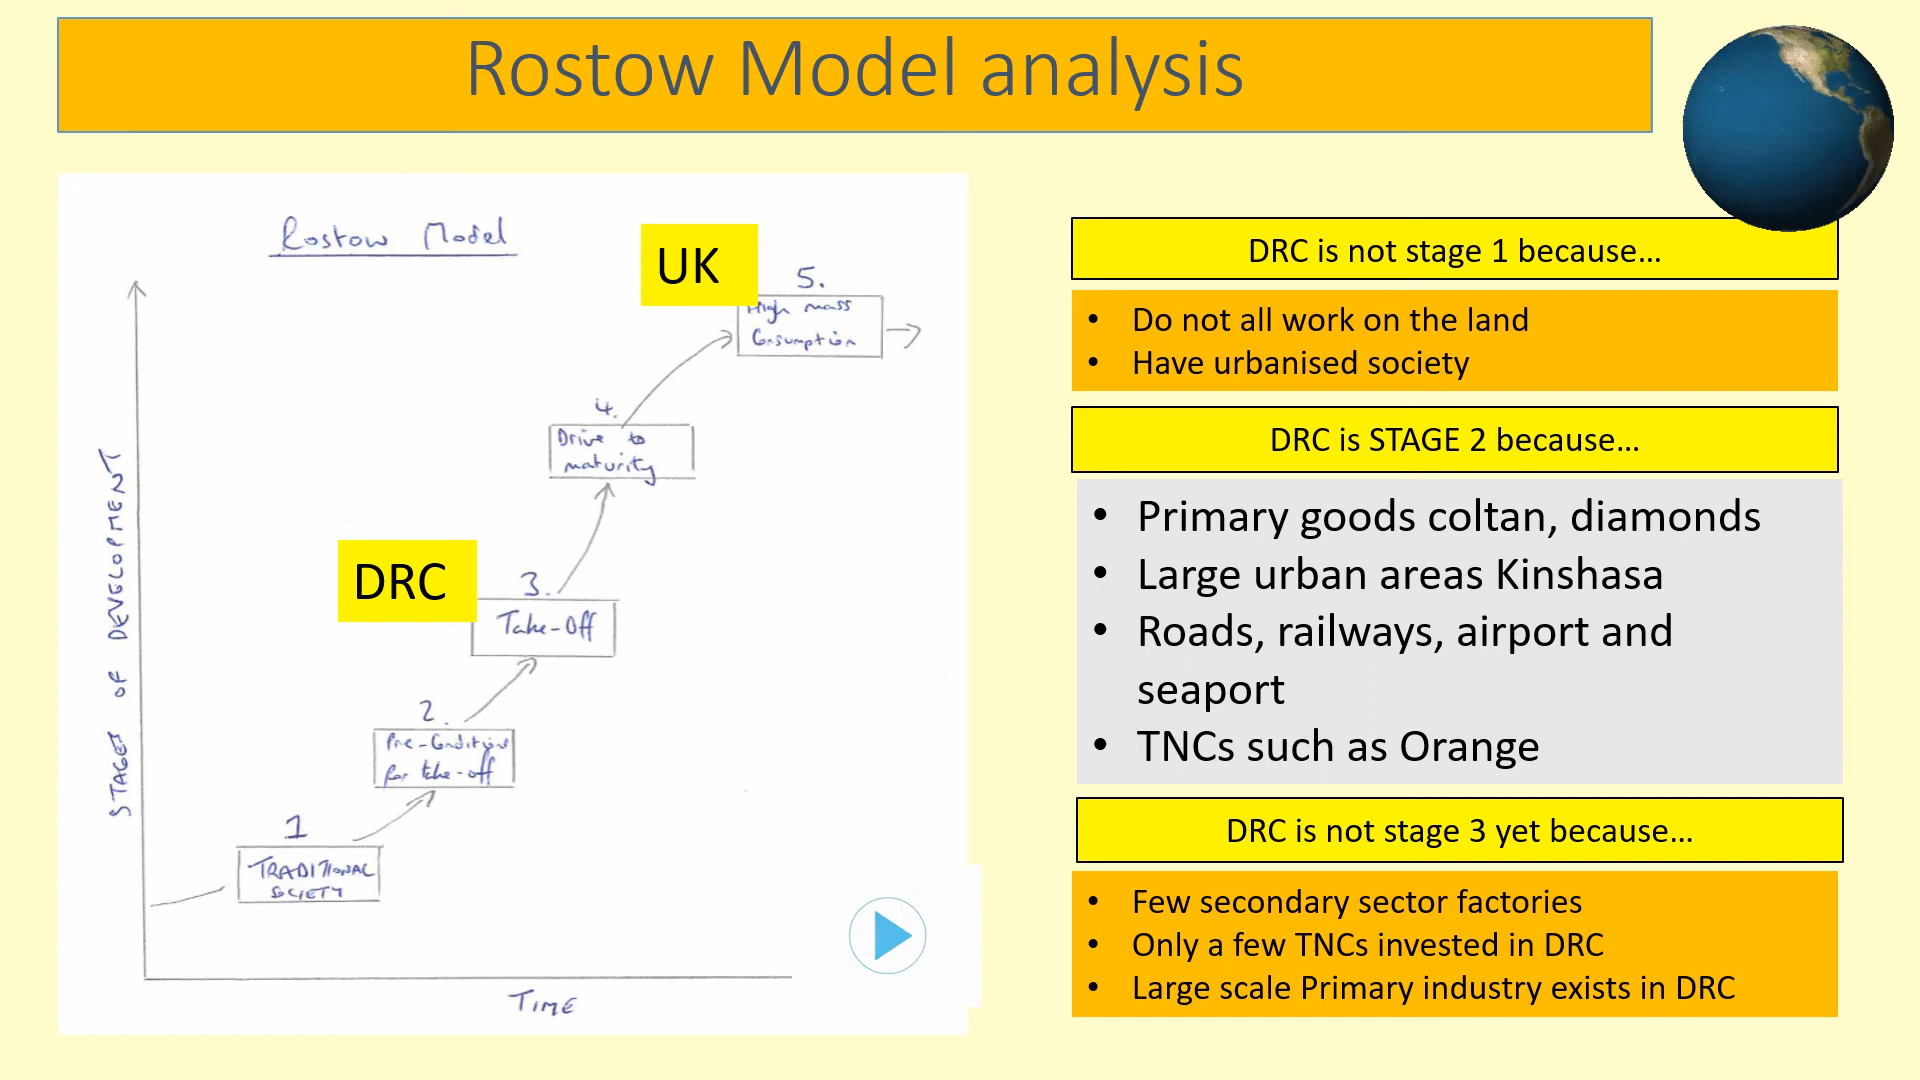 Rostow Model analysis
Rostow Model
UK
5.
High mass
Consumption
4.
Drive to
maturity
DRC
3.
Take-Off
2.
Pre-Conditions
for take-off
1
TRADITIONAL
SOCIETY
STAGES OF DEVELOPMENT
TIME
DRC is not stage 1 because...
• Do not all work on the land
• Have urbanised society
DRC is STAGE 2 because...
• Primary goods coltan, diamonds
• Large urban areas Kinshasa
• Roads, railways, airport and
seaport
• TNCs such as Orange
DRC is not stage 3 yet because...
• Few secondary sector factories
• Only a few TNCs invested in DRC
• Large scale Primary industry exists in DRC